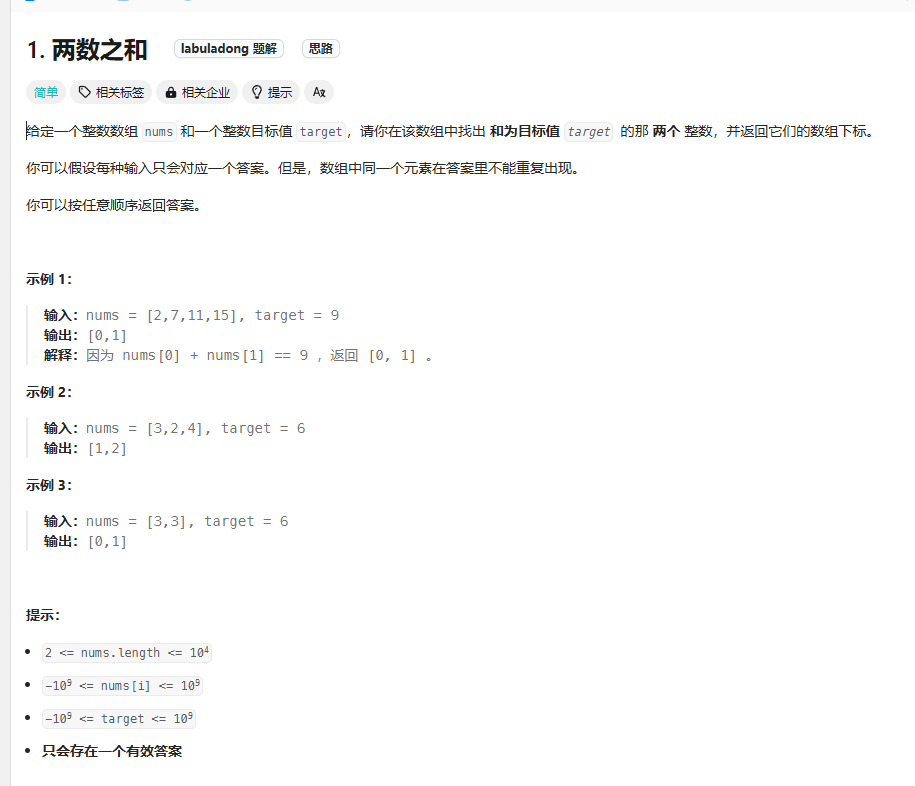 1. 两数之和 labuladong 题解 思路
简单 相关标签 相关企业 提示 Aх
给定一个整数数组 nums 和一个整数目标值 target，请你在该数组中找出 和为目标值 target 的那 两个 整数，并返回它们的数组下标。
你可以假设每种输入只会对应一个答案。但是，数组中同一个元素在答案里不能重复出现。
你可以按任意顺序返回答案。
示例 1：
输入：nums = [2,7,11,15], target = 9
输出：[0,1]
解释：因为 nums[0] + nums[1] == 9 ，返回 [0, 1] 。
示例 2：
输入：nums = [3,2,4], target = 6
输出：[1,2]
示例 3：
输入：nums = [3,3], target = 6
输出：[0,1]
提示：
2 <= nums.length <= 10⁴
-10⁹ <= nums[i] <= 10⁹
-10⁹ <= target <= 10⁹
只会存在一个有效答案